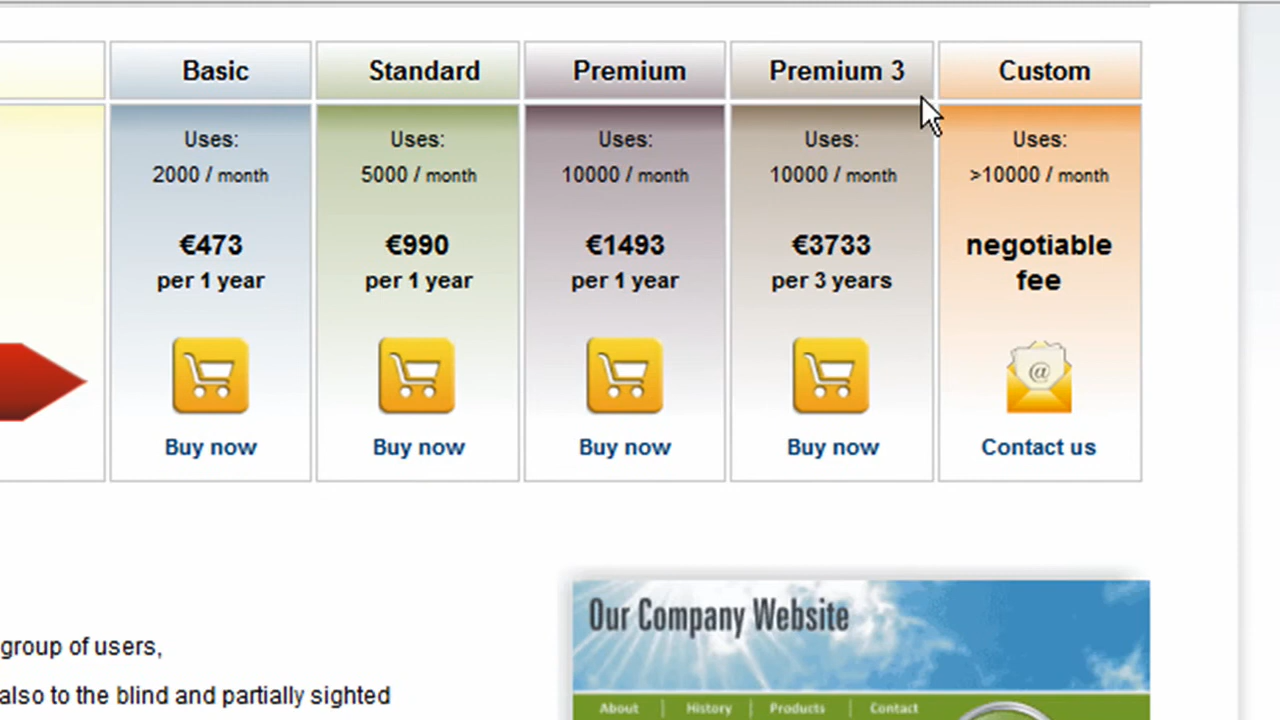 Basic
Uses:
2000 / month
€473
per 1 year
Buy now
Standard
Uses:
5000 / month
€990
per 1 year
Buy now
Premium
Uses:
10000 / month
€1493
per 1 year
Buy now
Premium 3
Uses:
10000 / month
€3733
per 3 years
Buy now
Custom
Uses:
>10000 / month
negotiable
fee
@
Contact us
group of users,
also to the blind and partially sighted
Our Company Website
About | History | Products | Contact